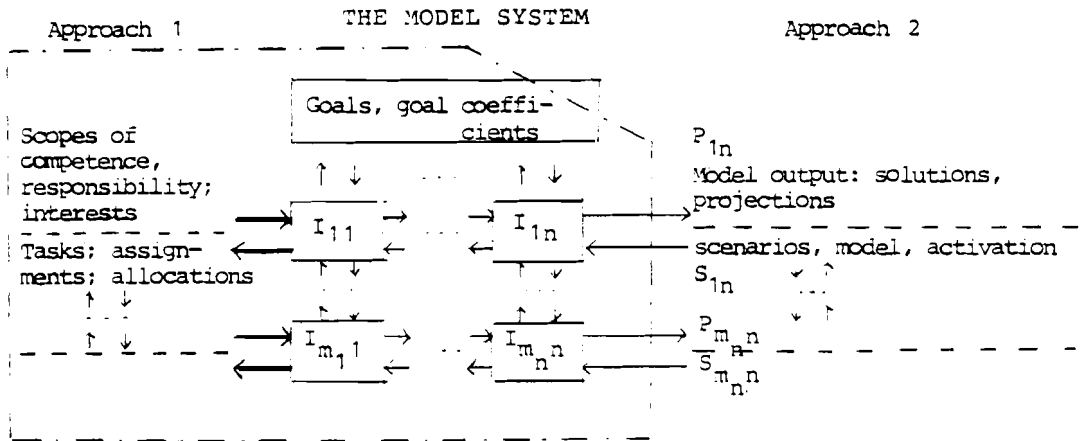 THE MODEL SYSTEM
Approach 1
Approach 2
Goals, goal coeffi-
cients
Scopes of
competence,
responsibility;
interests
Tasks; assign-
ments; allocations
I11
I1n
Im11
Imnn
P1n
Model output: solutions,
projections
scenarios, model, activation
S1n
Pmnn
Smnn